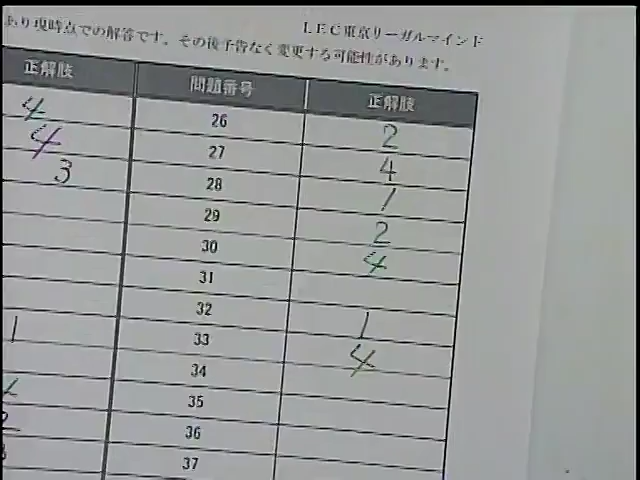 LEC東京リーガルマインド
あり現時点での解答です。その後予告なく変更する可能性があります。
正解肢 問題番号 正解肢
4 26 2
4 27 4
3 28 1
29 2
30 4
31
32 1
1 33 4
34
35
36
37